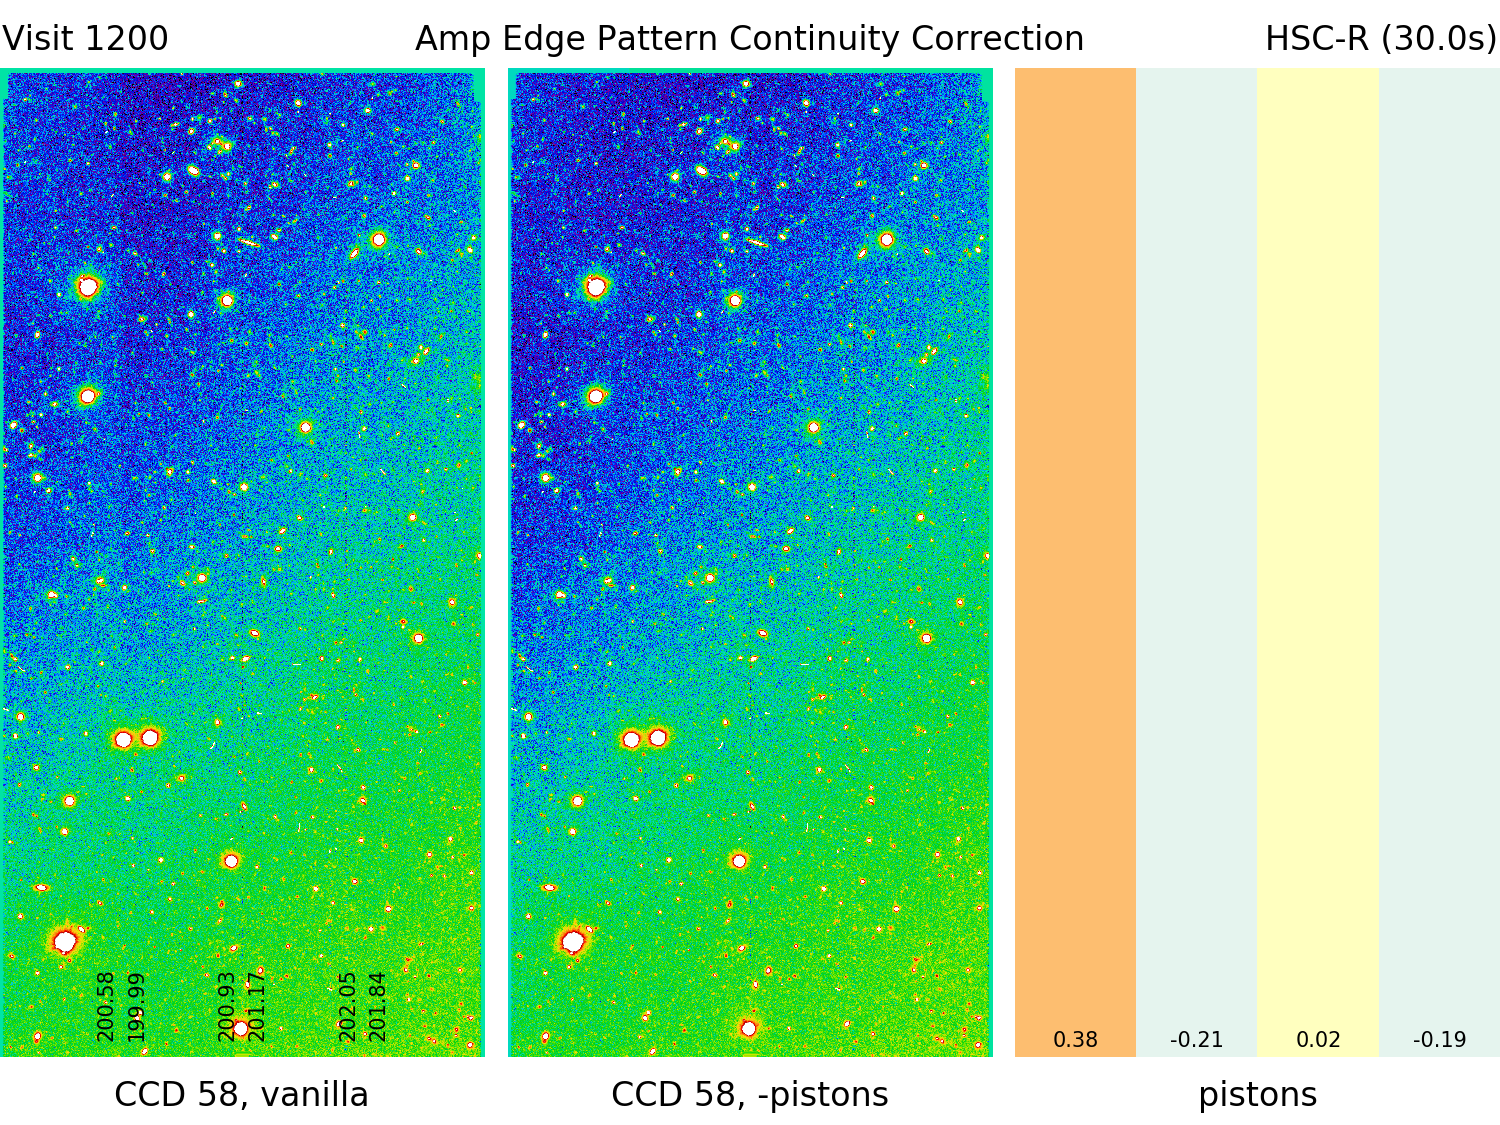 Visit 1200
Amp Edge Pattern Continuity Correction
HSC-R (30.0s)
200.58
199.99
200.93
201.17
202.05
201.84
0.38
-0.21
0.02
-0.19
CCD 58, vanilla
CCD 58, -pistons
pistons